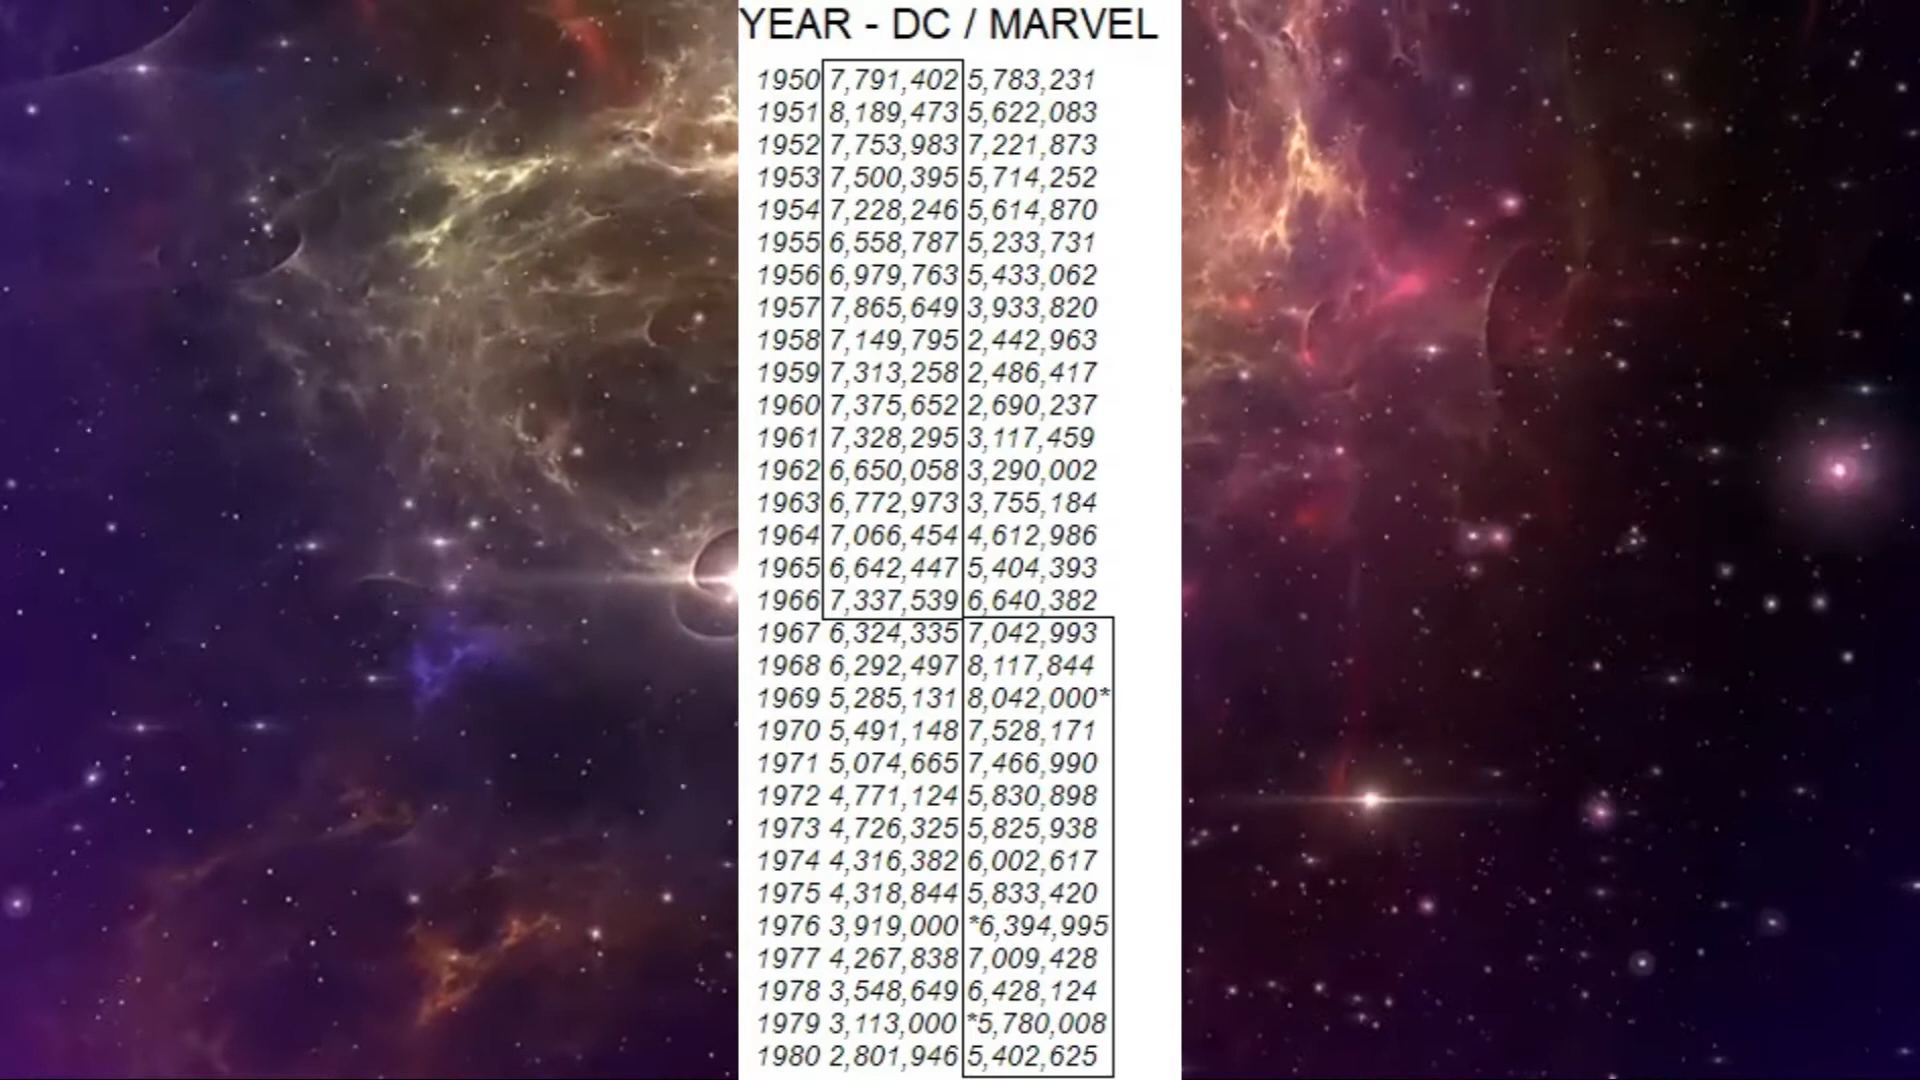 YEAR - DC / MARVEL
1950 7,791,402 5,783,231
1951 8,189,473 5,622,083
1952 7,753,983 7,221,873
1953 7,500,395 5,714,252
1954 7,228,246 5,614,870
1955 6,558,787 5,233,731
1956 6,979,763 5,433,062
1957 7,865,649 3,933,820
1958 7,149,795 2,442,963
1959 7,313,258 2,486,417
1960 7,375,652 2,690,237
1961 7,328,295 3,117,459
1962 6,650,058 3,290,002
1963 6,772,973 3,755,184
1964 7,066,454 4,612,986
1965 6,642,447 5,404,393
1966 7,337,539 6,640,382
1967 6,324,335 7,042,993
1968 6,292,497 8,117,844
1969 5,285,131 8,042,000*
1970 5,491,148 7,528,171
1971 5,074,665 7,466,990
1972 4,771,124 5,830,898
1973 4,726,325 5,825,938
1974 4,316,382 6,002,617
1975 4,318,844 5,833,420
1976 3,919,000 *6,394,995
1977 4,267,838 7,009,428
1978 3,548,649 6,428,124
1979 3,113,000 *5,780,008
1980 2,801,946 5,402,625